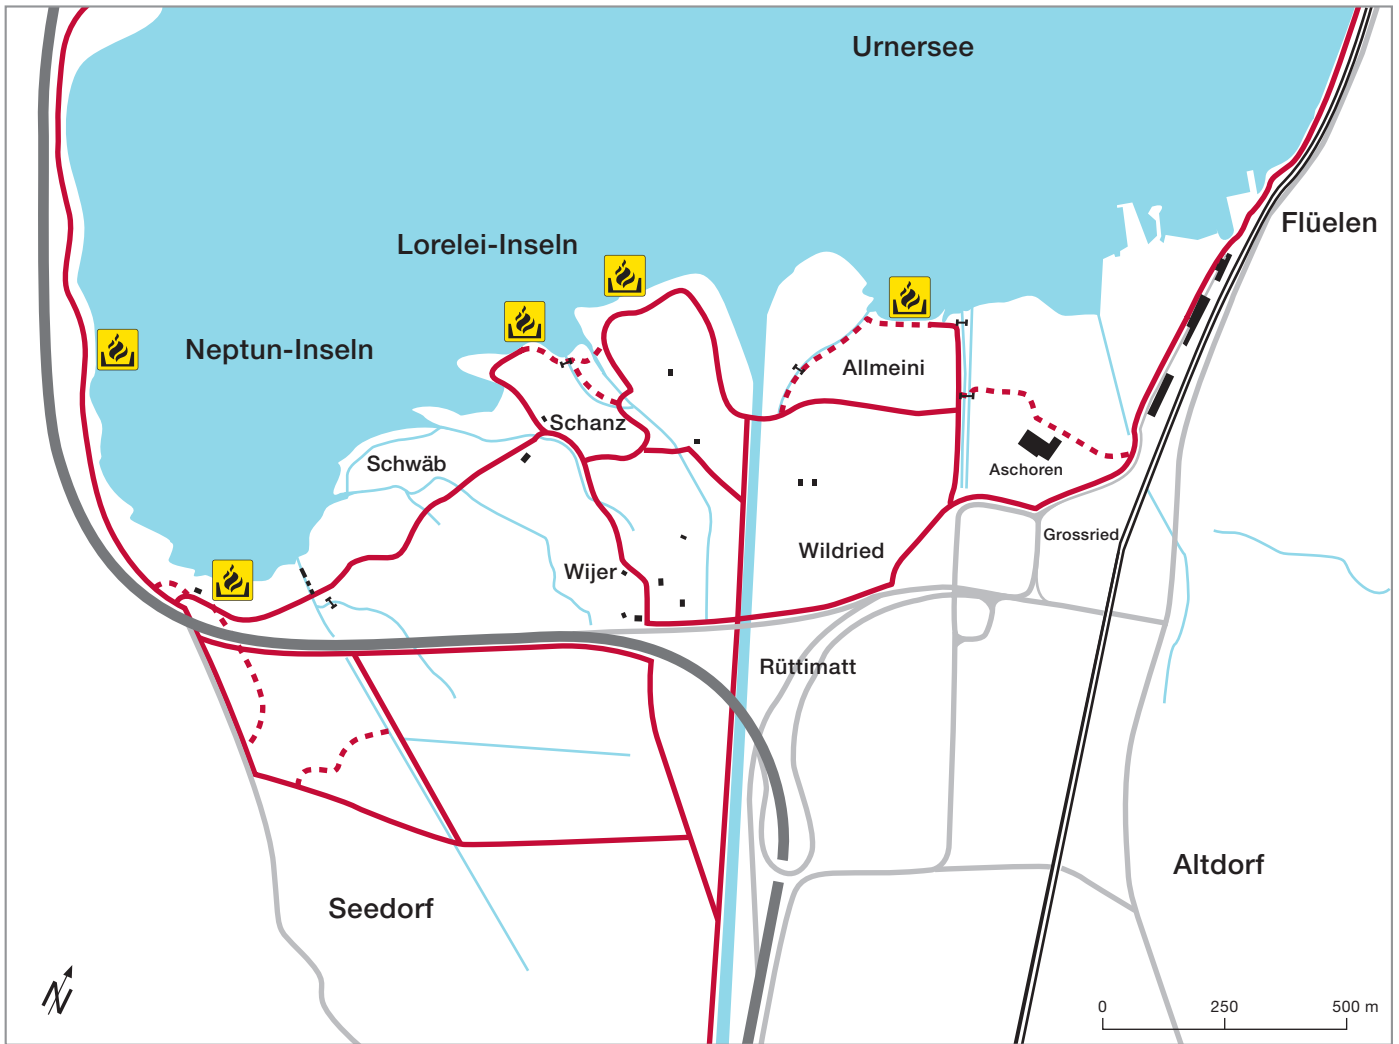 Urnersee
Flüelen
Lorelei-Inseln
Neptun-Inseln
Allmeini
Schanz
Schwäb
Aschoren
Grossried
Wildried
Wijer
Rüttimatt
Altdorf
Seedorf
N
0 250 500 m